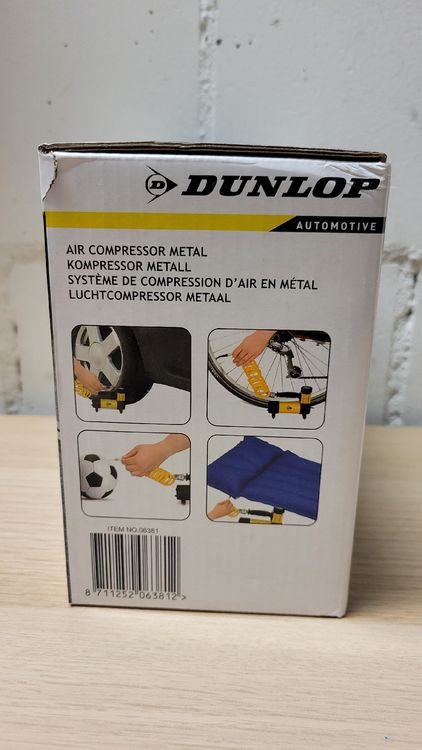 DUNLOP
AUTOMOTIVE
AIR COMPRESSOR METAL
KOMPRESSOR METALL
SYSTÈME DE COMPRESSION D'AIR EN MÉTAL
LUCHTCOMPRESSOR METAAL
ITEM NO.06381
8 711252 063812 >